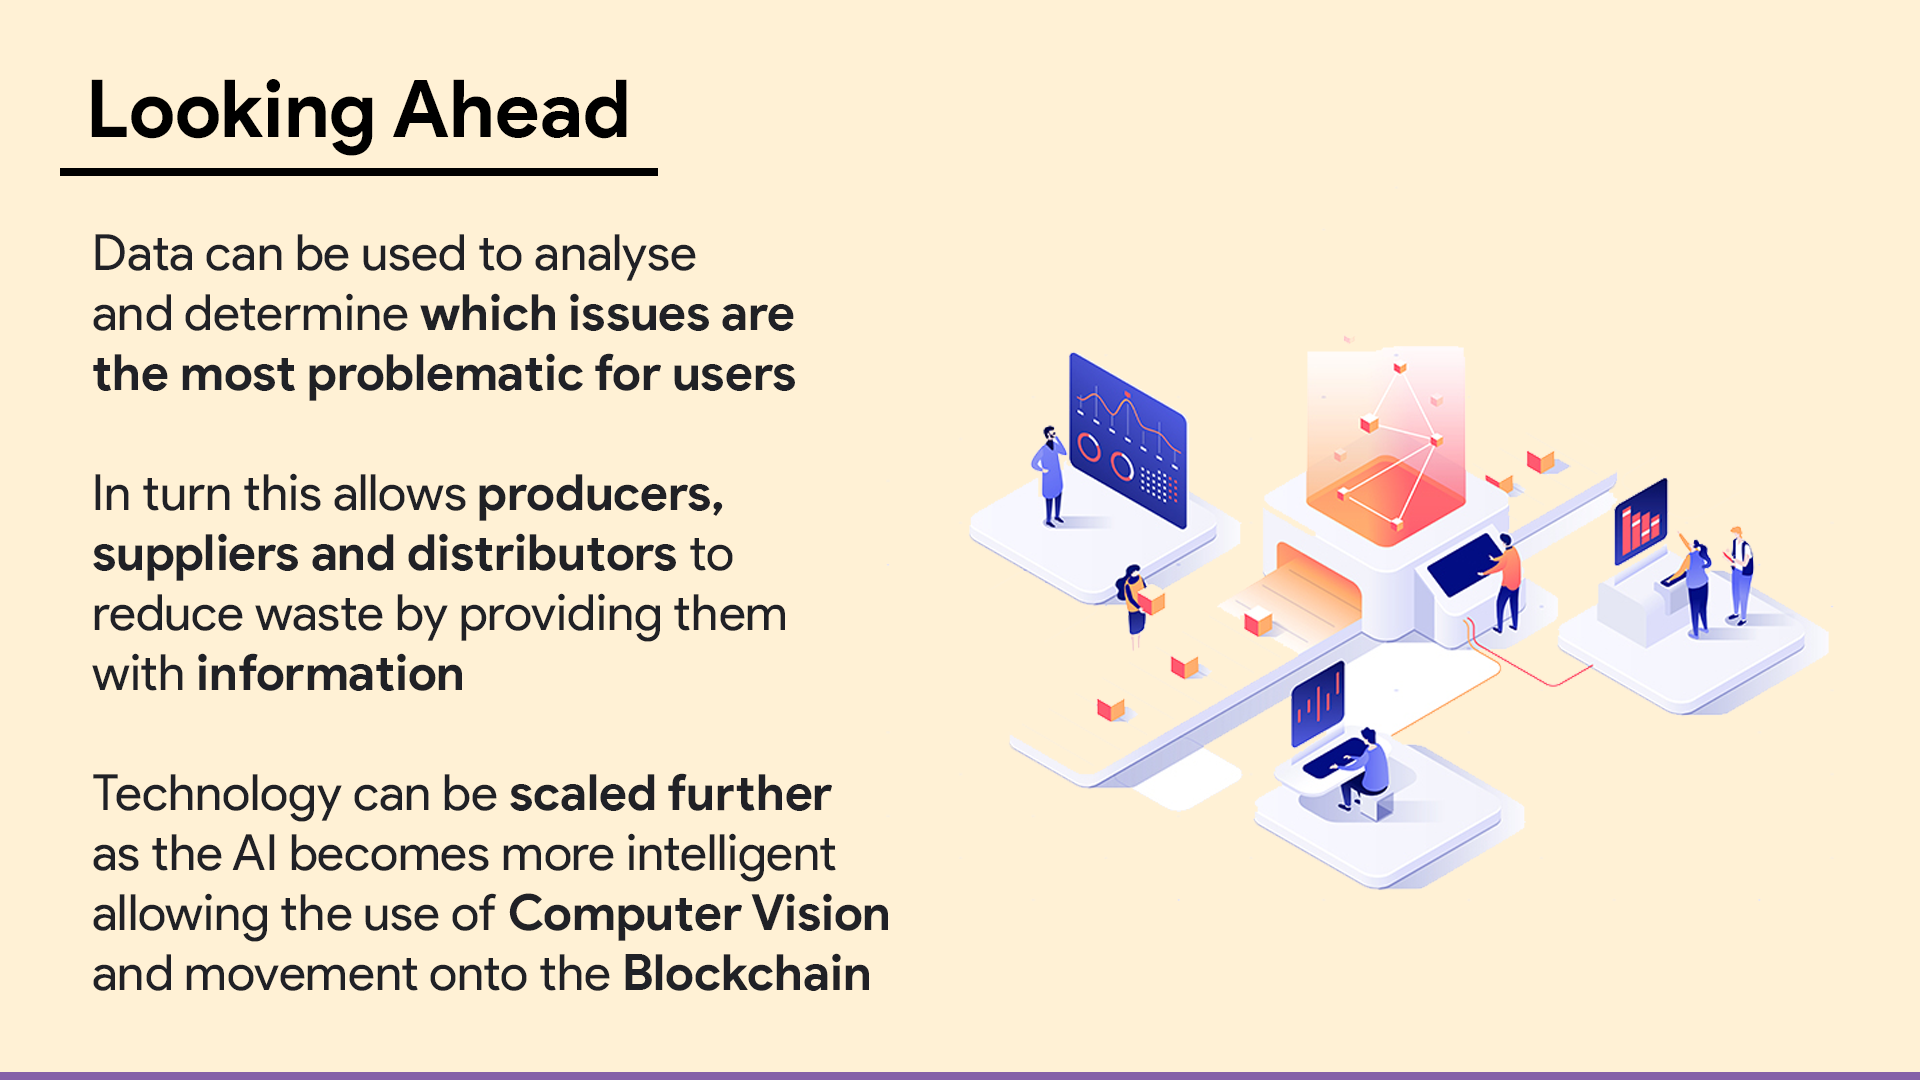 Looking Ahead
Data can be used to analyse
and determine which issues are
the most problematic for users
In turn this allows producers,
suppliers and distributors to
reduce waste by providing them
with information
Technology can be scaled further
as the AI becomes more intelligent
allowing the use of Computer Vision
and movement onto the Blockchain